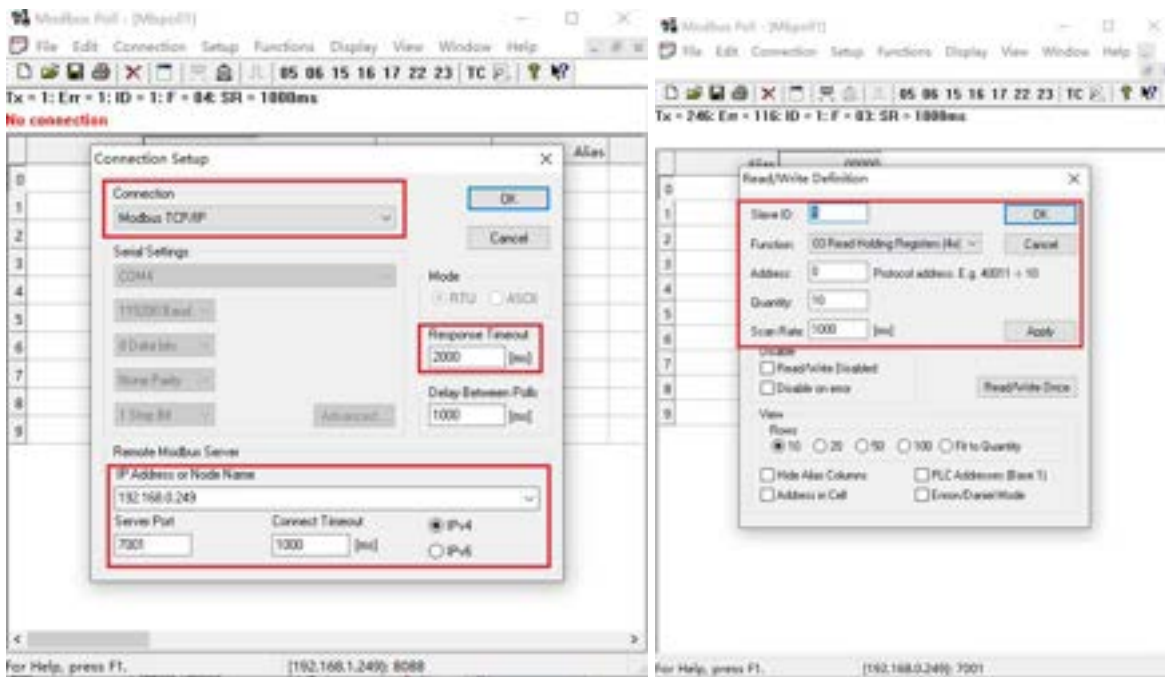 Modbus Poll - [Mbpoll1]
File Edit Connection Setup Functions Display View Window Help
05 06 15 16 17 22 23 TC
Tx = 1: Err = 1: ID = 1: F = 04: SR = 1000ms
No connection
Alias
0
1
2
3
4
5
6
7
8
9
Connection Setup
Connection
Modbus TCP/IP
OK
Cancel
Serial Settings
COM4
115200 Baud
8 Data bits
None Parity
1 Stop Bit
Advanced...
Mode
RTU ASCII
Response Timeout
2000 [ms]
Delay Between Polls
1000 [ms]
Remote Modbus Server
IP Address or Node Name
192.168.0.249
Server Port Connect Timeout
7001 1000 [ms]
IPv4
IPv6
For Help, press F1. [192.168.1.249]: 8088
Modbus Poll - [Mbpoll1]
File Edit Connection Setup Functions Display View Window Help
05 06 15 16 17 22 23 TC
Tx = 246: Err = 116: ID = 1: F = 03: SR = 1000ms
Alias 00000
0
1
2
3
4
5
6
7
8
9
Read/Write Definition
Slave ID: OK
Function: 03 Read Holding Registers (4x) Cancel
Address: 0 Protocol address. E.g. 40011 -> 10
Quantity: 10
Scan Rate: 1000 [ms] Apply
Disable
Read/Write Disabled
Disable on error
Read/Write Once
View
Rows
10 20 50 100 Fit to Quantity
Hide Alias Columns PLC Addresses (Base 1)
Address in Cell Enron/Daniel Mode
For Help, press F1. [192.168.0.249]: 7001